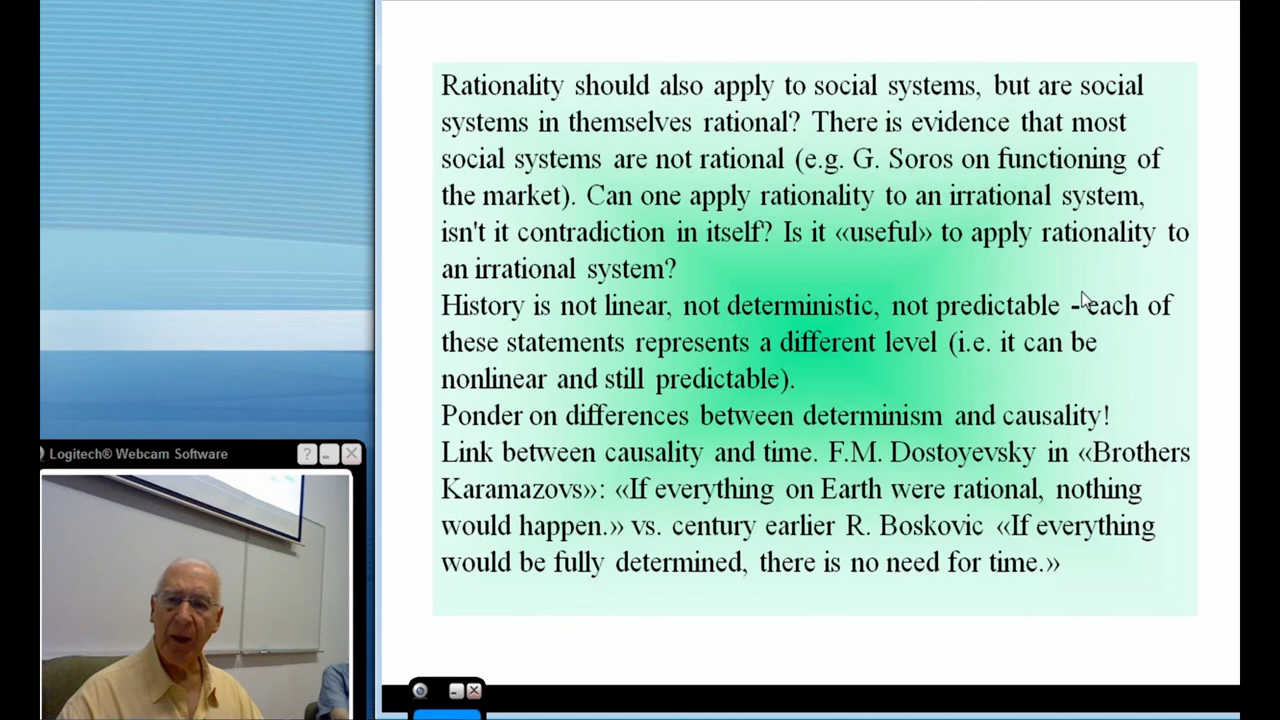 Rationality should also apply to social systems, but are social
systems in themselves rational? There is evidence that most
social systems are not rational (e.g. G. Soros on functioning of
the market). Can one apply rationality to an irrational system,
isn't it contradiction in itself? Is it «useful» to apply rationality to
an irrational system?
History is not linear, not deterministic, not predictable - each of
these statements represents a different level (i.e. it can be
nonlinear and still predictable).
Ponder on differences between determinism and causality!
Link between causality and time. F.M. Dostoyevsky in «Brothers
Karamazovs»: «If everything on Earth were rational, nothing
would happen.» vs. century earlier R. Boskovic «If everything
would be fully determined, there is no need for time.»
Logitech® Webcam Software